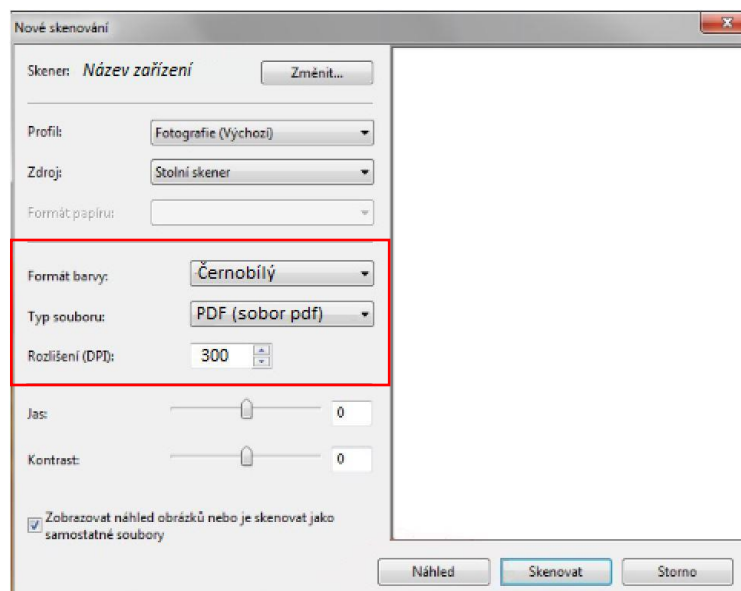 Nové skenování
Skener: Název zařízení Změnit...
Profil: Fotografie (Výchozí)
Zdroj: Stolní skener
Formát papíru:
Formát barvy: Černobílý
Typ souboru: PDF (sobor pdf)
Rozlišení (DPI): 300
Jas: 0
Kontrast: 0
Zobrazovat náhled obrázků nebo je skenovat jako
samostatné soubory
Náhled Skenovat Storno